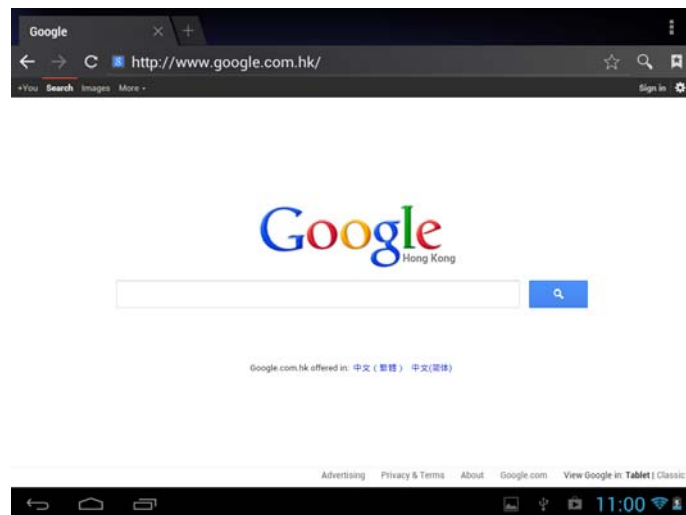 Google
http://www.google.com.hk/
+You Search Images More
Sign in
Google
Hong Kong
Google.com.hk offered in: 中文（繁體） 中文(简体)
Advertising Privacy & Terms About Google.com View Google in: Tablet | Classic
11:00